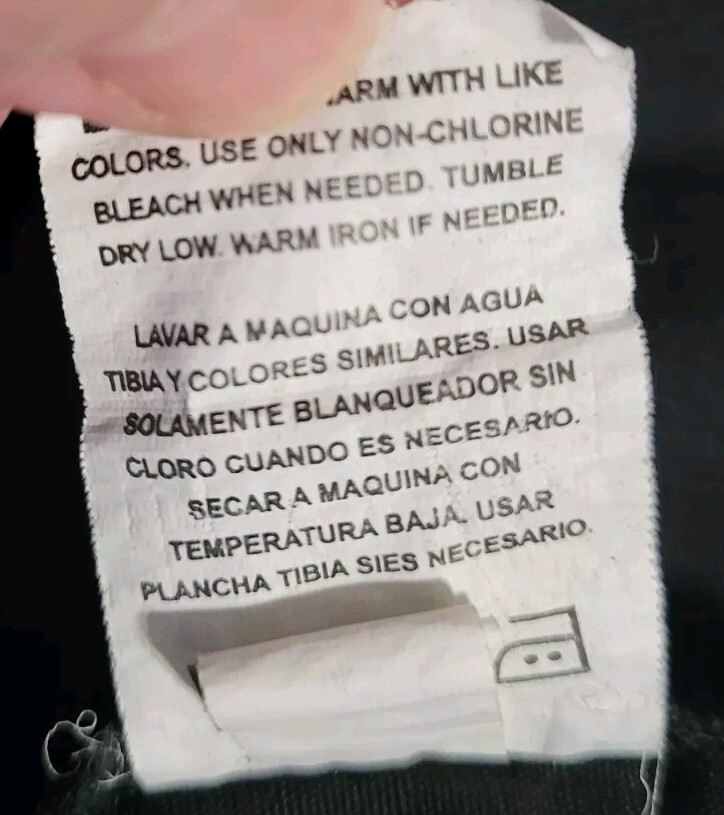 ARM WITH LIKE
COLORS. USE ONLY NON-CHLORINE
BLEACH WHEN NEEDED. TUMBLE
DRY LOW. WARM IRON IF NEEDED.
LAVAR A MAQUINA CON AGUA
TIBIA Y COLORES SIMILARES. USAR
SOLAMENTE BLANQUEADOR SIN
CLORO CUANDO ES NECESARIO.
SECAR A MAQUINA CON
TEMPERATURA BAJA. USAR
PLANCHA TIBIA SIES NECESARIO.